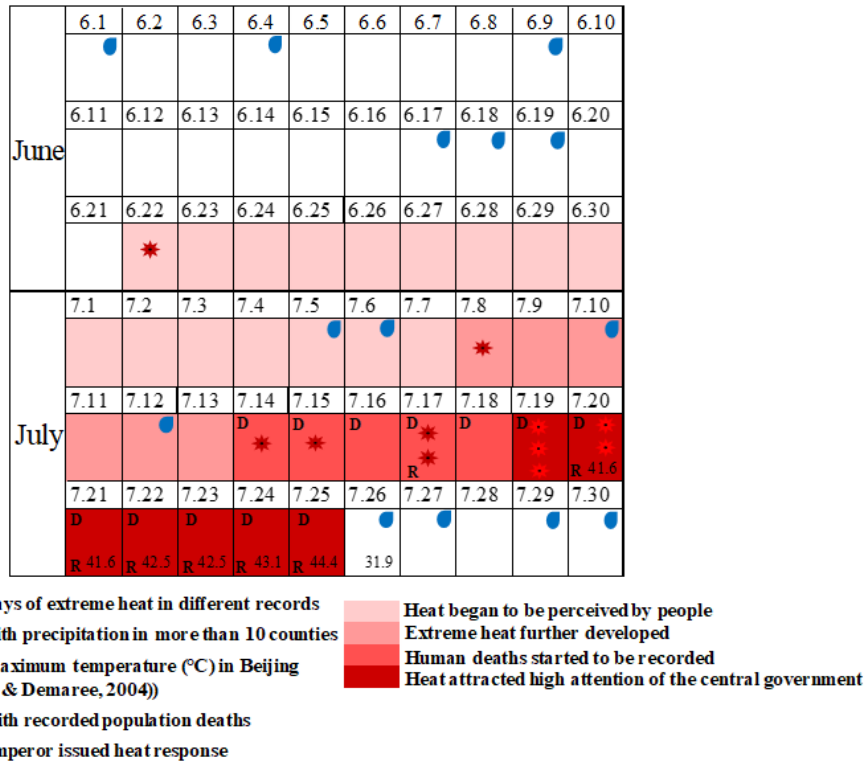 6.1 6.2 6.3 6.4 6.5 6.6 6.7 6.8 6.9 6.10
6.11 6.12 6.13 6.14 6.15 6.16 6.17 6.18 6.19 6.20
June
6.21 6.22 6.23 6.24 6.25 6.26 6.27 6.28 6.29 6.30
7.1 7.2 7.3 7.4 7.5 7.6 7.7 7.8 7.9 7.10
7.11 7.12 7.13 7.14 7.15 7.16 7.17 7.18 7.19 7.20
D D D D D D D
July
R R 41.6
7.21 7.22 7.23 7.24 7.25 7.26 7.27 7.28 7.29 7.30
D D D D D
R 41.6 R 42.5 R 42.5 R 43.1 R 44.4 31.9
ys of extreme heat in different records
ith precipitation in more than 10 counties
aximum temperature (°C) in Beijing
& Demaree, 2004))
ith recorded population deaths
mperor issued heat response
Heat began to be perceived by people
Extreme heat further developed
Human deaths started to be recorded
Heat attracted high attention of the central government